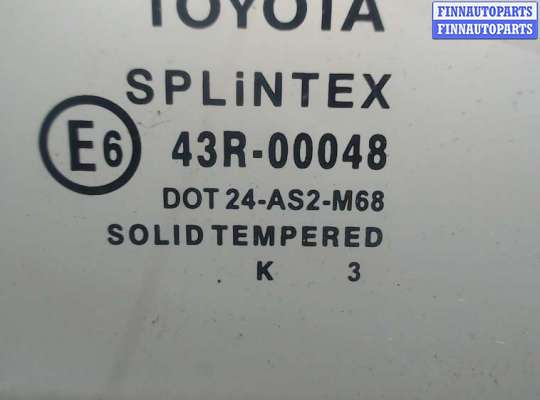 FINNAUTOPARTS
FINNAUTOPARTS
TOYOTA
SPLiNTEX
E6 43R-00048
DOT 24-AS2-M68
SOLID TEMPERED
K 3